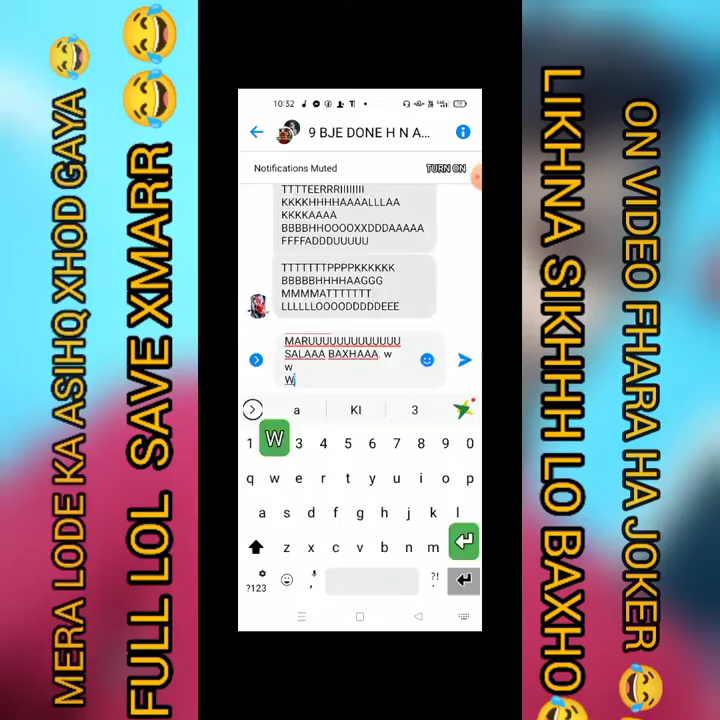 MERA LODE KA ASIHQ XHOD GAYA 😂
FULL LOL SAVE XMARR 😂 😂
10:32
9 BJE DONE H N A...
Notifications Muted
TURN ON
TTTTEERRRIIIIIIII
KKKKHHHHAAAALLLAA
KKKKAAAA
BBBBHHOOOOXXDDDAAAAA
FFFFADDDUUUUU
TTTTTTTPPPPKKKKKK
BBBBBHHHHAAGGG
MMMMATTTTTTT
LLLLLLOOOODDDDDEEE
MARUUUUUUUUUUUUU
SALAAA BAXHAAA. w
w
W
a KI 3
1 W 3 4 5 6 7 8 9 0
q w e r t y u i o p
a s d f g h j k l
z x c v b n m
?123 , ?! .
LIKHNA SIKHHH LO BAXHO 😂
ON VIDEO FHARA HA JOKER 😂